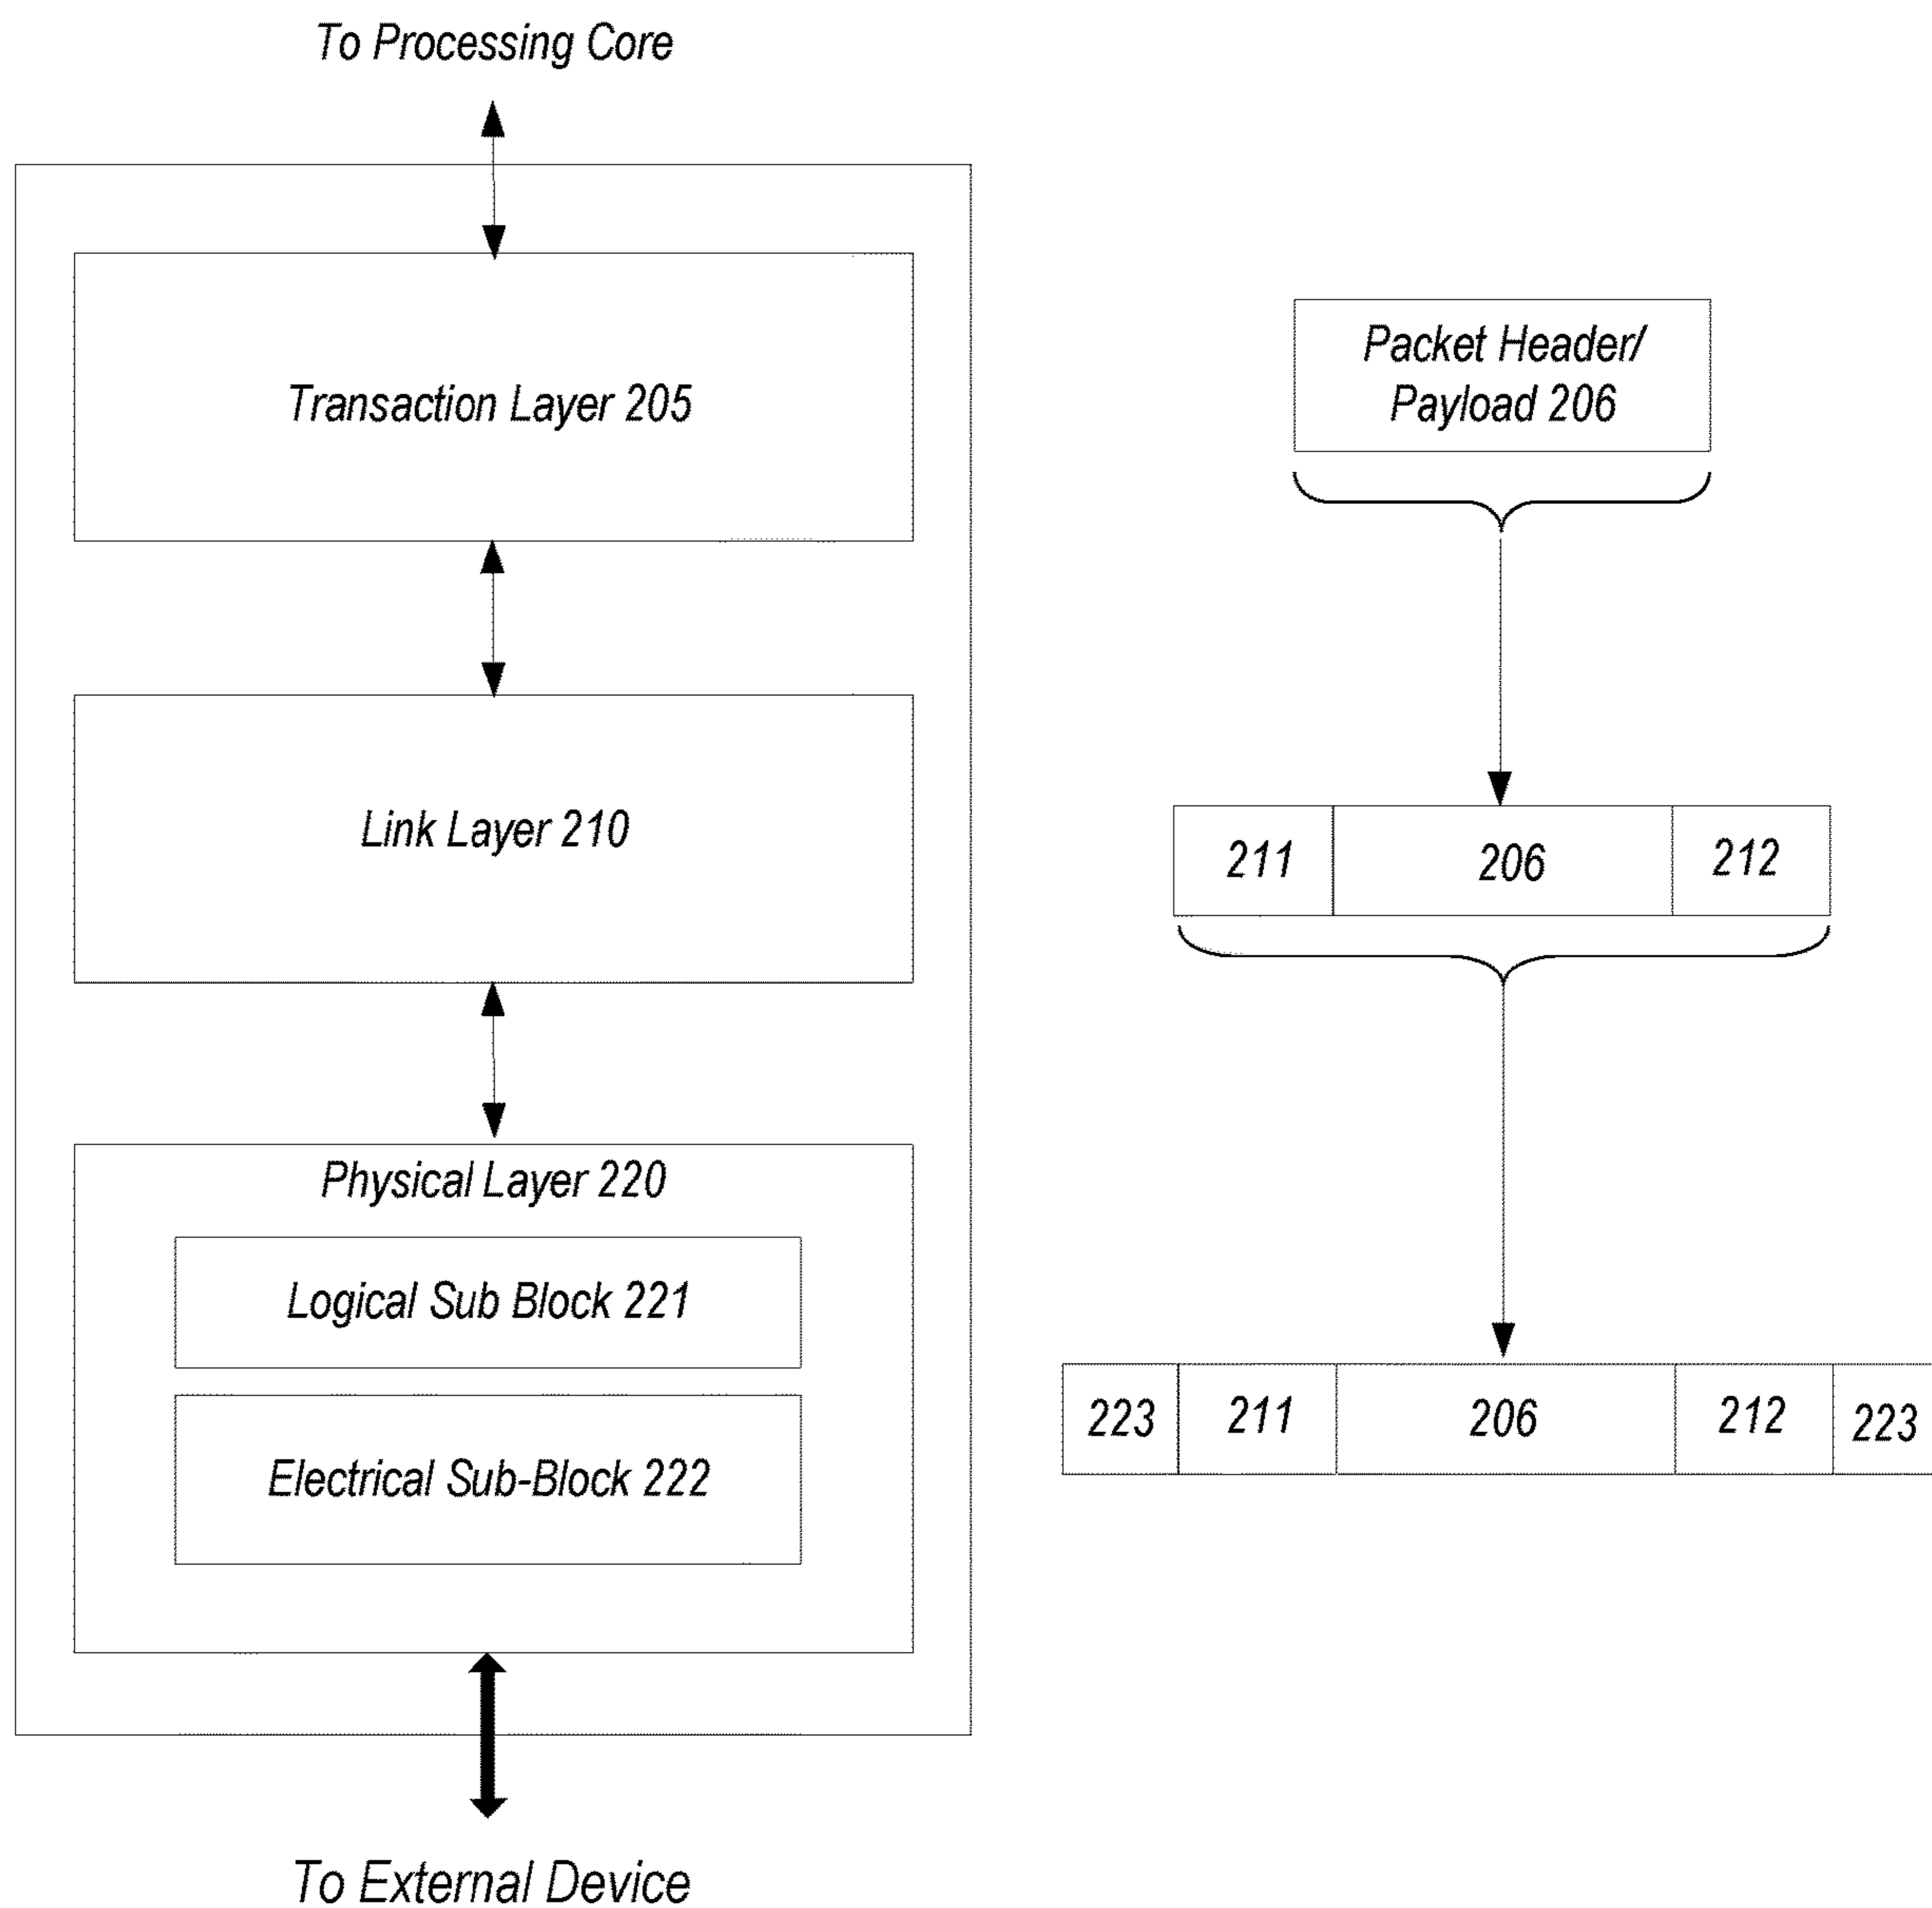 To Processing Core
Transaction Layer 205
Packet Header/
Payload 206
Link Layer 210
211 206 212
Physical Layer 220
Logical Sub Block 221
Electrical Sub-Block 222
223 211 206 212 223
To External Device